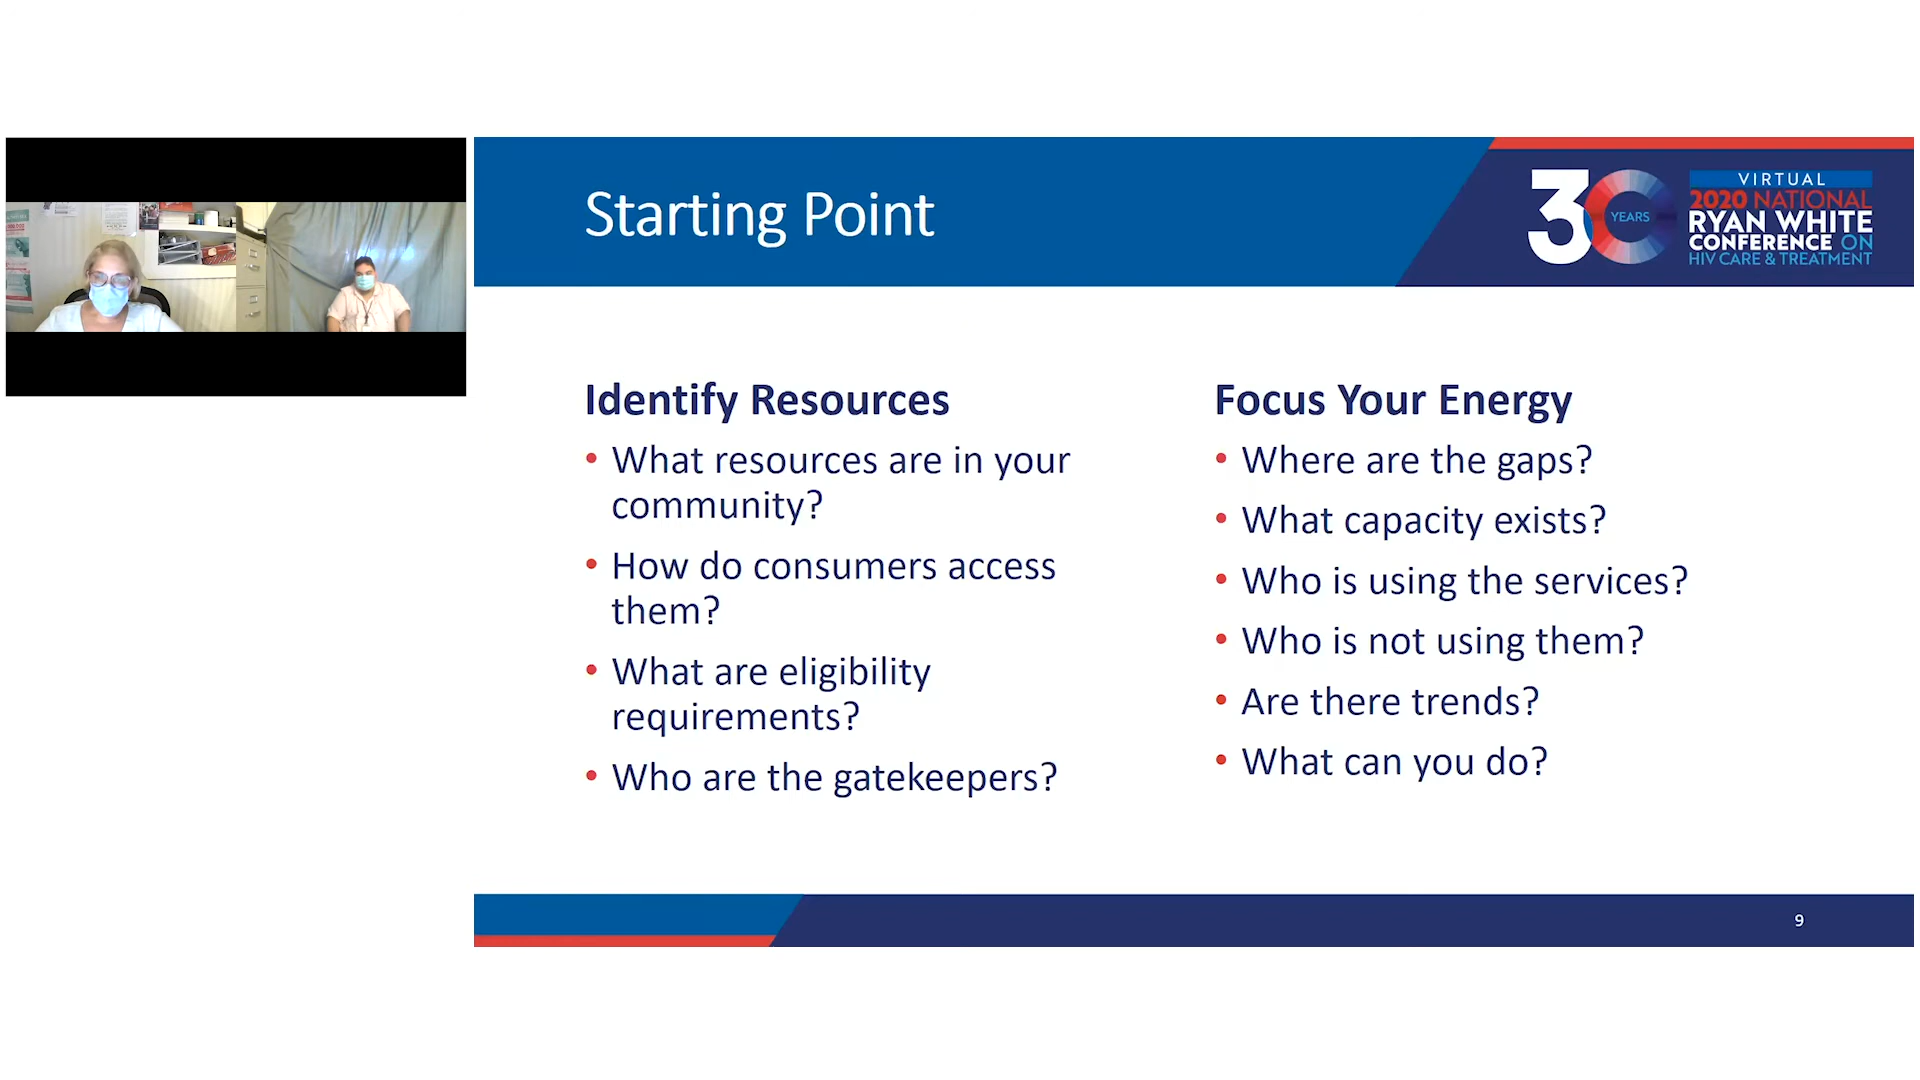 Starting Point
30
YEARS
VIRTUAL
2020 NATIONAL
RYAN WHITE
CONFERENCE ON
HIV CARE & TREATMENT
Identify Resources
• What resources are in your
community?
• How do consumers access
them?
• What are eligibility
requirements?
• Who are the gatekeepers?
Focus Your Energy
• Where are the gaps?
• What capacity exists?
• Who is using the services?
• Who is not using them?
• Are there trends?
• What can you do?
9